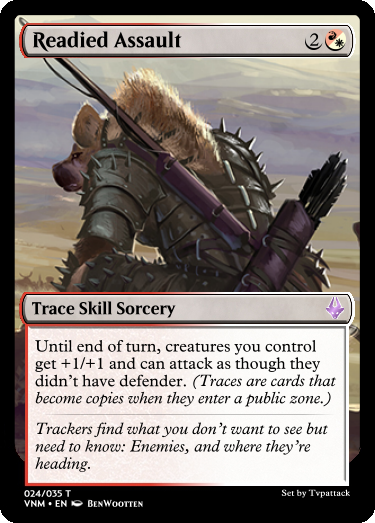 Readied Assault 2
Trace Skill Sorcery
Until end of turn, creatures you control
get +1/+1 and can attack as though they
didn't have defender. (Traces are cards that
become copies when they enter a public zone.)
Trackers find what you don't want to see but
need to know: Enemies, and where they're
heading.
024/035 T
VNM • EN BenWootten
Set by Tvpattack